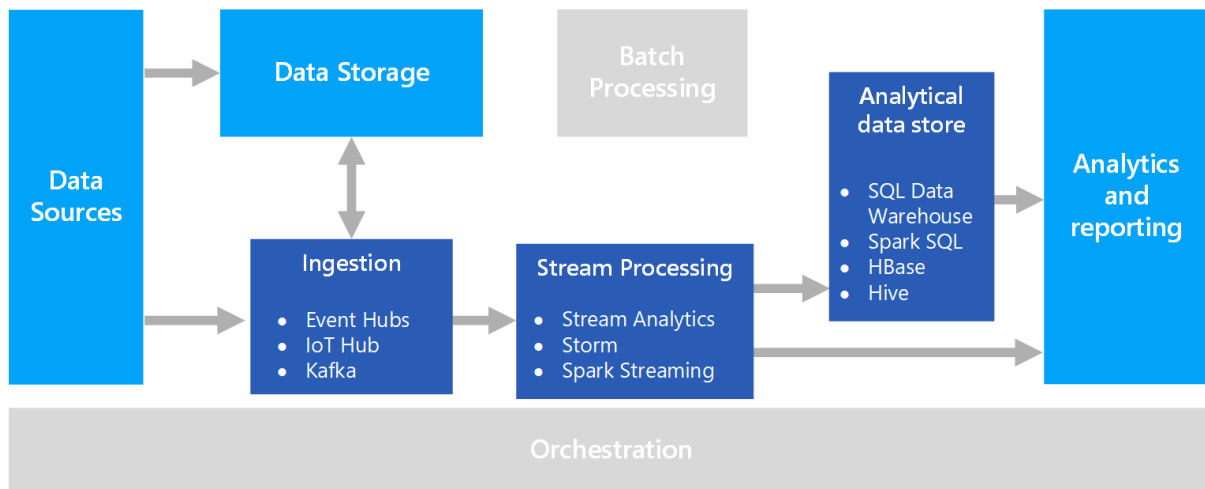 Data
Sources
Data Storage
Batch
Processing
Ingestion
• Event Hubs
• IoT Hub
• Kafka
Stream Processing
• Stream Analytics
• Storm
• Spark Streaming
Analytical
data store
• SQL Data
Warehouse
• Spark SQL
• HBase
• Hive
Analytics
and
reporting
Orchestration